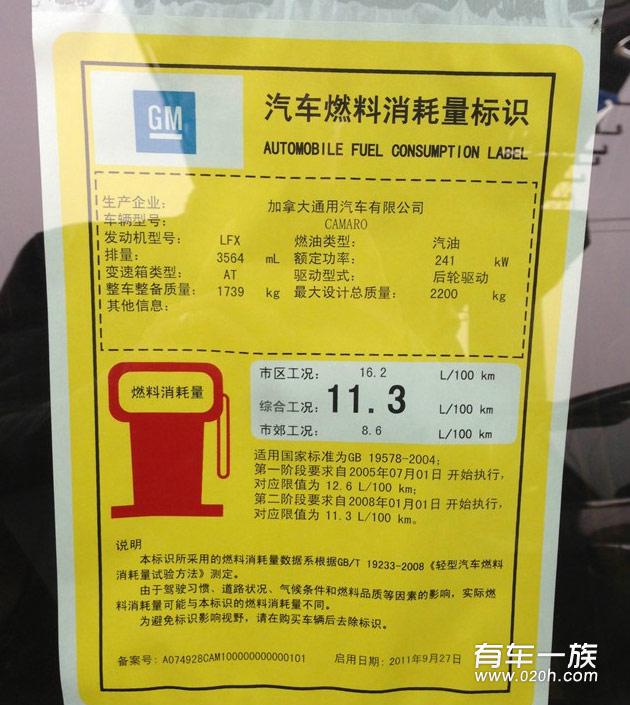 GM
汽车燃料消耗量标识
AUTOMOBILE FUEL CONSUMPTION LABEL
生产企业： 加拿大通用汽车有限公司
车辆型号： CAMARO
发动机型号： LFX 燃油类型： 汽油
排量： 3564 mL 额定功率： 241 kW
变速箱类型： AT 驱动型式： 后轮驱动
整车整备质量： 1739 kg 最大设计总质量： 2200 kg
其他信息：
燃料消耗量
市区工况： 16.2 L/100 km
综合工况： 11.3 L/100 km
市郊工况： 8.6 L/100 km
适用国家标准为GB 19578-2004；
第一阶段要求自2005年07月01日 开始执行，
对应限值为 12.6 L/100 km；
第二阶段要求自2008年01月01日 开始执行，
对应限值为 11.3 L/100 km。
说明
本标识所采用的燃料消耗量数据系根据GB/T 19233-2008《轻型汽车燃料
消耗量试验方法》测定。
由于驾驶习惯、道路状况、气候条件和燃料品质等因素的影响，实际燃
料消耗量可能与本标识的燃料消耗量不同。
为避免标识影响视野，请在购买车辆后去除标识。
备案号：A074928CAM100000000000101 启用日期：2011年9月27日
有车一族
www.020h.com